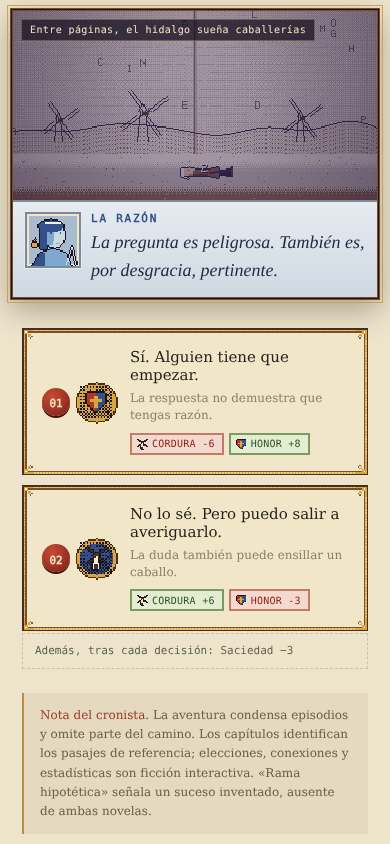 Entre páginas, el hidalgo sueña caballerías
L
M O
G
H
C I N
E D
P
LA RAZÓN
La pregunta es peligrosa. También es,
por desgracia, pertinente.
01
Sí. Alguien tiene que
empezar.
La respuesta no demuestra que
tengas razón.
CORDURA -6 HONOR +8
02
No lo sé. Pero puedo salir a
averiguarlo.
La duda también puede ensillar un
caballo.
CORDURA +6 HONOR -3
Además, tras cada decisión: Saciedad −3
Nota del cronista. La aventura condensa episodios
y omite parte del camino. Los capítulos identifican
los pasajes de referencia; elecciones, conexiones y
estadísticas son ficción interactiva. «Rama
hipotética» señala un suceso inventado, ausente
de ambas novelas.